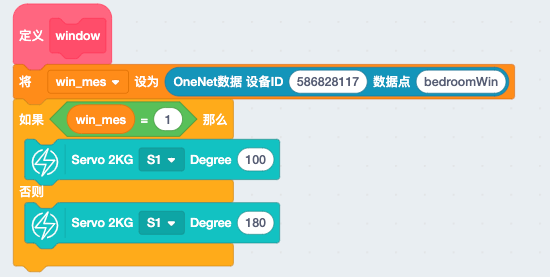 定义 window
将 win_mes 设为 OneNet数据 设备ID 586828117 数据点 bedroomWin
如果 win_mes = 1 那么
Servo 2KG S1 Degree 100
否则
Servo 2KG S1 Degree 180